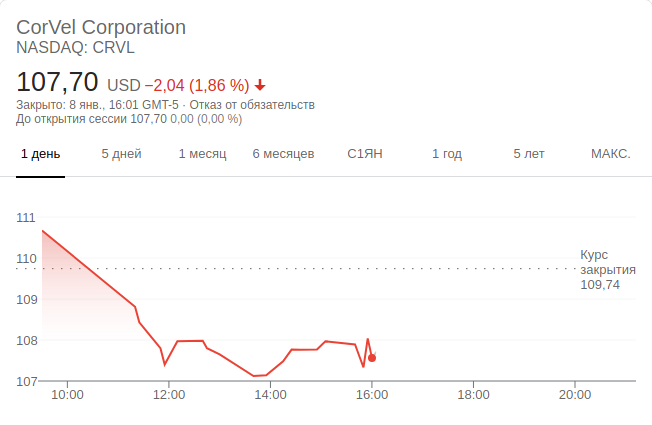 CorVel Corporation
NASDAQ: CRVL
107,70 USD −2,04 (1,86 %)
Закрыто: 8 янв., 16:01 GMT-5 · Отказ от обязательств
До открытия сессии 107,70 0,00 (0,00 %)
1 день 5 дней 1 месяц 6 месяцев С1ЯН 1 год 5 лет МАКС.
111
110
109
108
107
Курс
закрытия
109,74
10:00 12:00 14:00 16:00 18:00 20:00